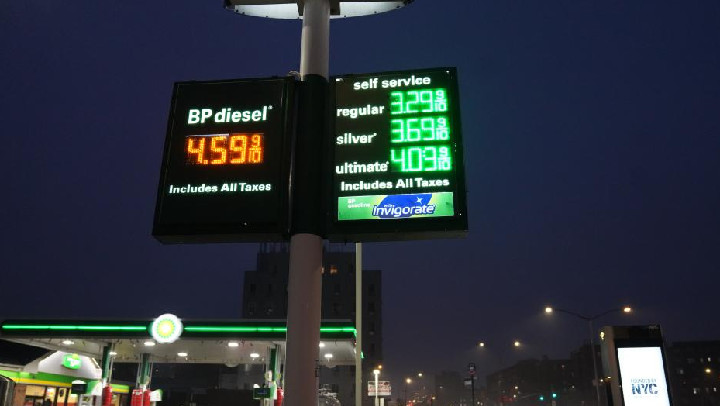 BP diesel®
4.59 9/10
Includes All Taxes
self service
regular 3.29 9/10
silver 3.69 9/10
ultimate 4.09 9/10
Includes All Taxes
Invigorate
NYC